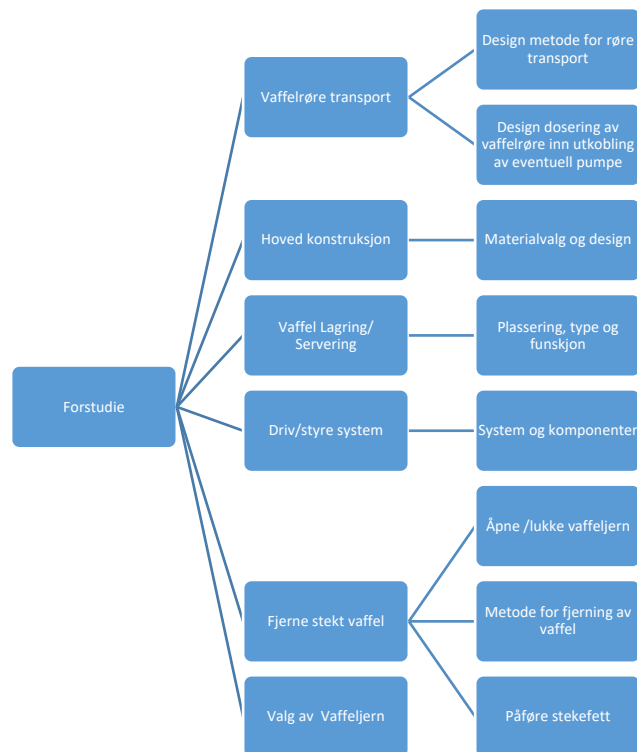 Design metode for røre
transport
Vaffelrøre transport
Design dosering av
vaffelrøre inn utkobling
av eventuell pumpe
Hoved konstruksjon
Materialvalg og design
Vaffel Lagring/
Servering
Plassering, type og
funskjon
Forstudie
Driv/styre system
System og komponenter
Åpne /lukke vaffeljern
Fjerne stekt vaffel
Metode for fjerning av
vaffel
Valg av Vaffeljern
Påføre stekefett